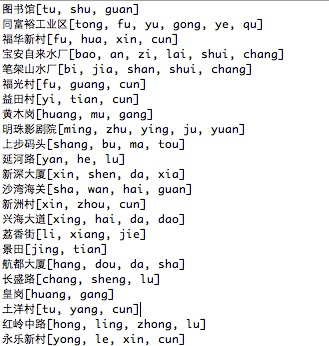 图书馆[tu, shu, guan]
同富裕工业区[tong, fu, yu, gong, ye, qu]
福华新村[fu, hua, xin, cun]
宝安自来水厂[bao, an, zi, lai, shui, chang]
笔架山水厂[bi, jia, shan, shui, chang]
福光村[fu, guang, cun]
益田村[yi, tian, cun]
黄木岗[huang, mu, gang]
明珠影剧院[ming, zhu, ying, ju, yuan]
上步码头[shang, bu, ma, tou]
延河路[yan, he, lu]
新深大厦[xin, shen, da, xia]
沙湾海关[sha, wan, hai, guan]
新洲村[xin, zhou, cun]
兴海大道[xing, hai, da, dao]
荔香街[li, xiang, jie]
景田[jing, tian]
航都大厦[hang, dou, da, sha]
长盛路[chang, sheng, lu]
皇岗[huang, gang]
土洋村[tu, yang, cun]
红岭中路[hong, ling, zhong, lu]
永乐新村[yong, le, xin, cun]